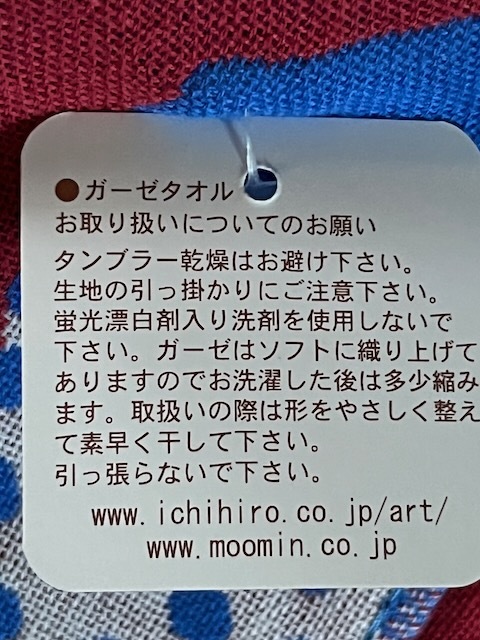 ●ガーゼタオル
お取り扱いについてのお願い
タンブラー乾燥はお避け下さい。
生地の引っ掛かりにご注意下さい。
蛍光漂白剤入り洗剤を使用しないで
下さい。ガーゼはソフトに織り上げて
ありますのでお洗濯した後は多少縮み
ます。取扱いの際は形をやさしく整え
て素早く干して下さい。
引っ張らないで下さい。
www.ichihiro.co.jp/art/
www.moomin.co.jp